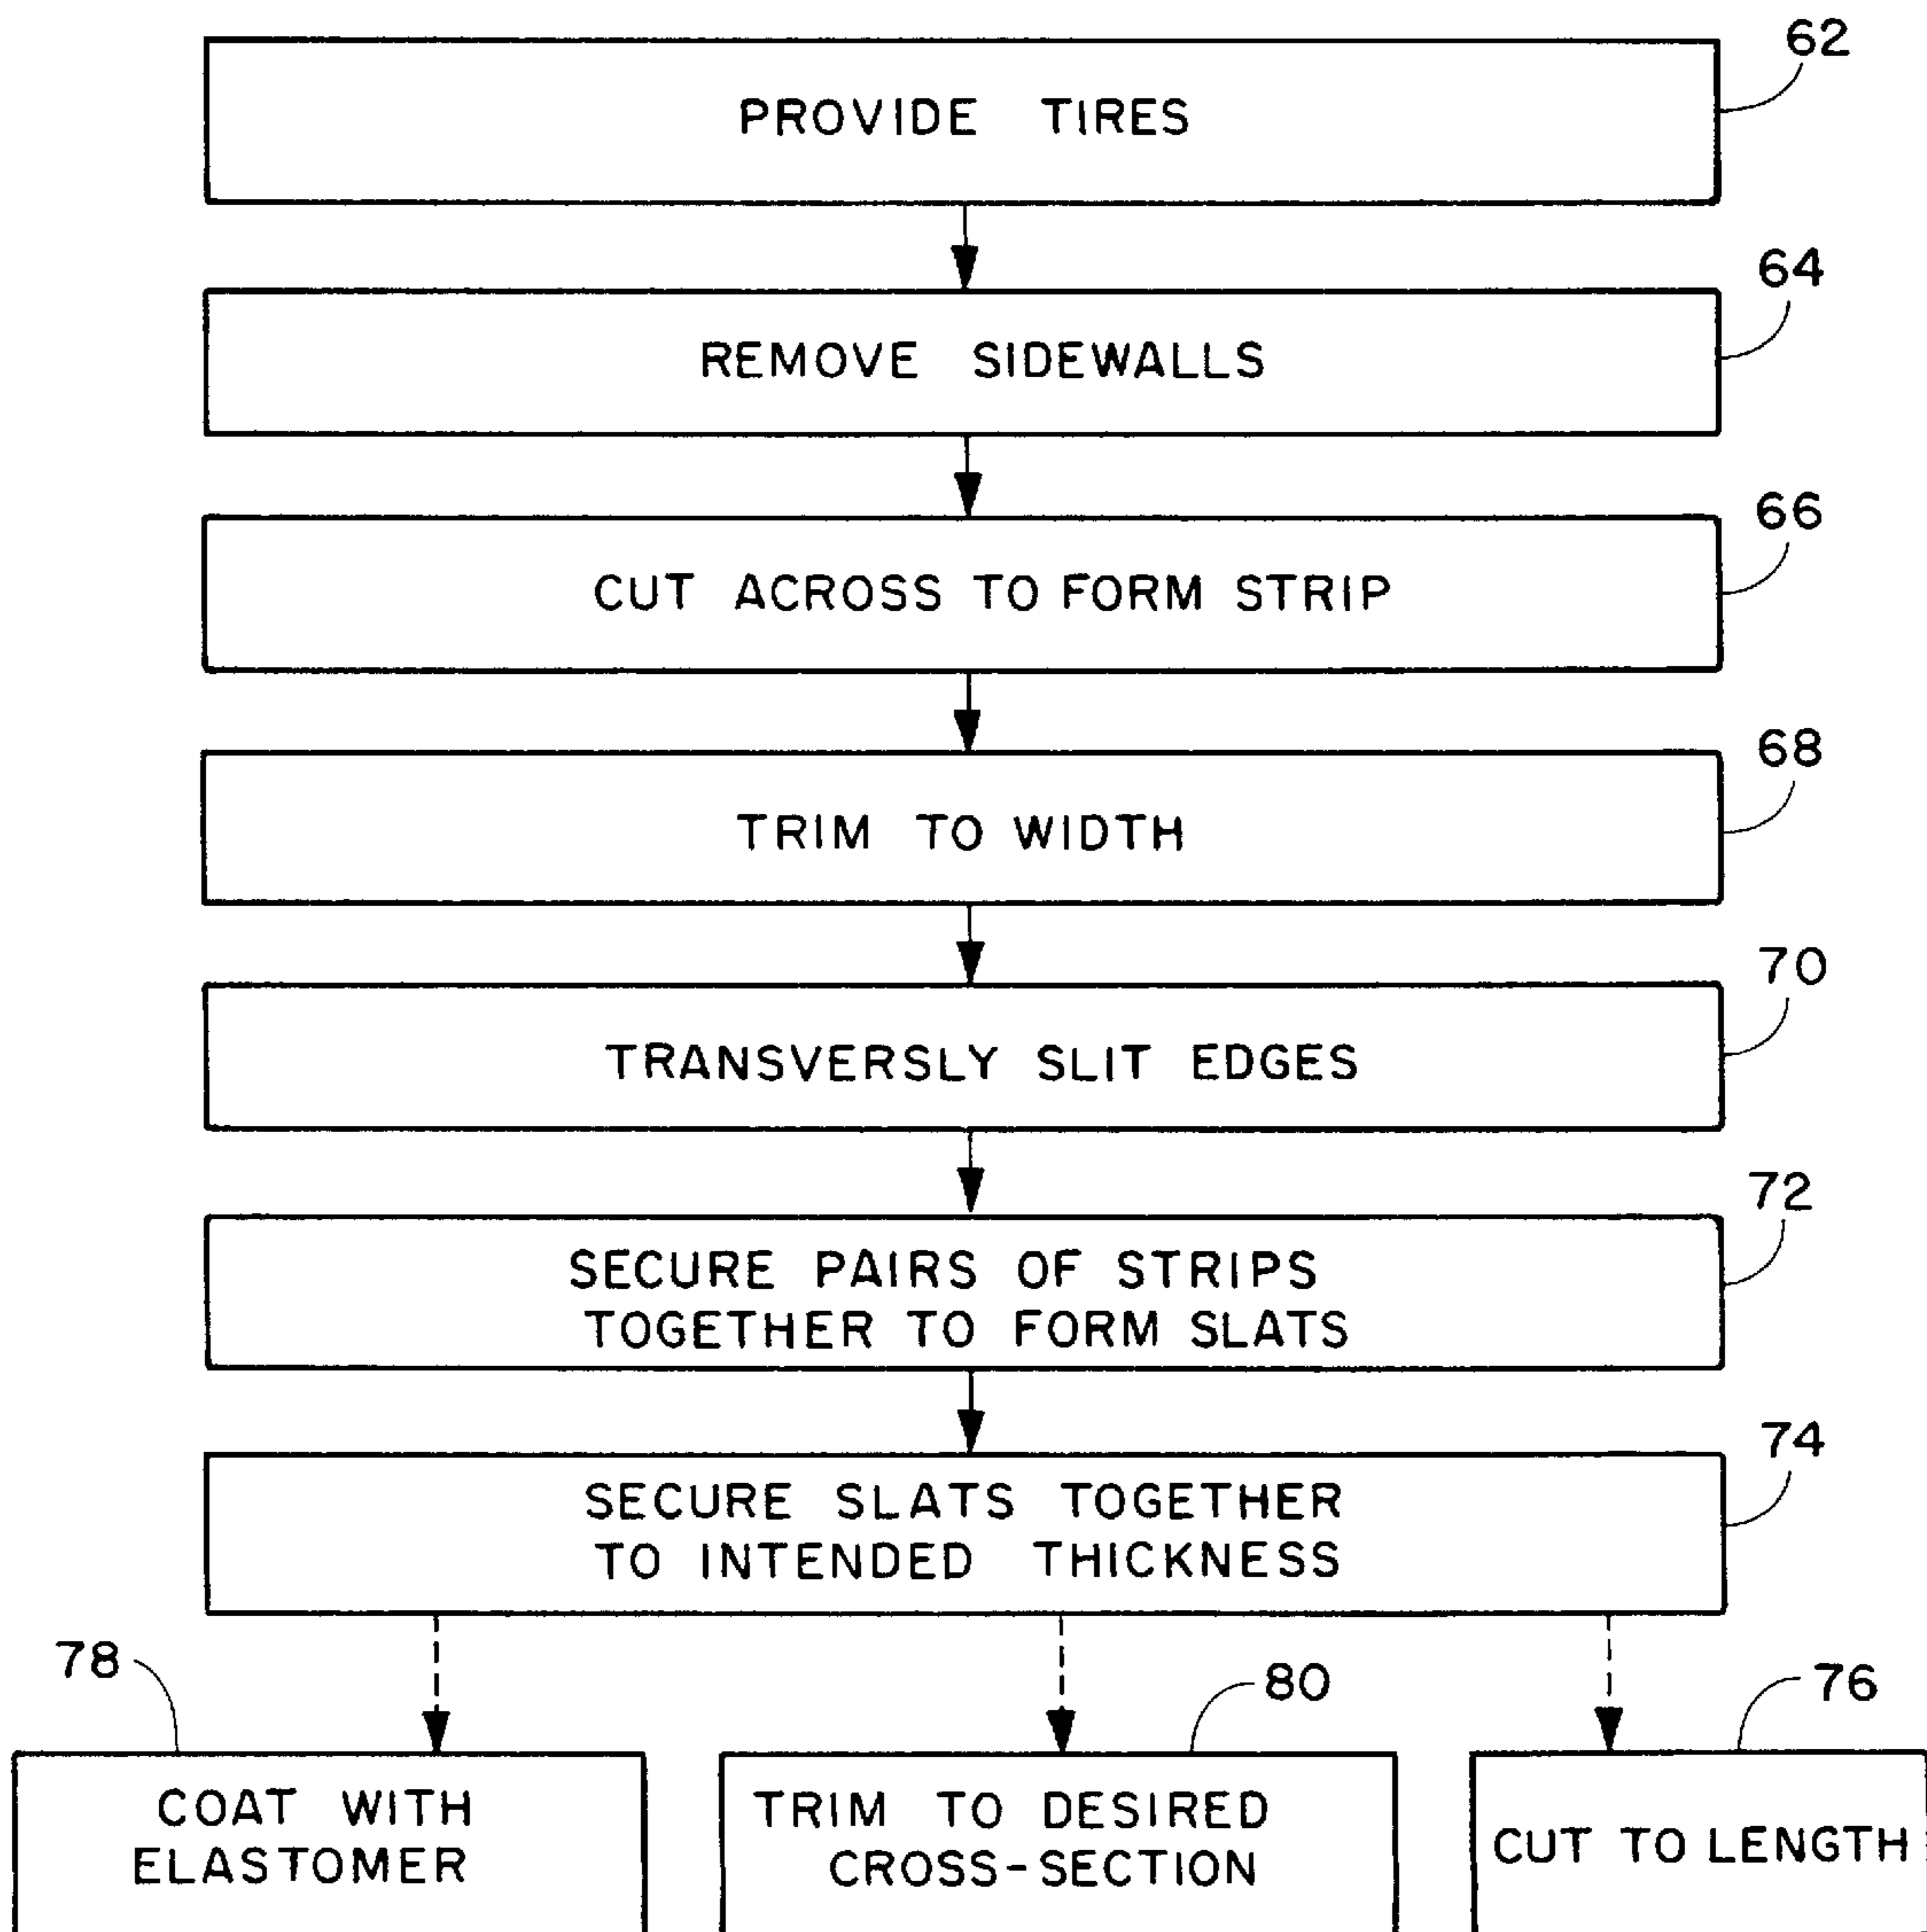 62
PROVIDE TIRES
64
REMOVE SIDEWALLS
66
CUT ACROSS TO FORM STRIP
68
TRIM TO WIDTH
70
TRANSVERSLY SLIT EDGES
72
SECURE PAIRS OF STRIPS
TOGETHER TO FORM SLATS
74
SECURE SLATS TOGETHER
TO INTENDED THICKNESS
78
COAT WITH
ELASTOMER
80
TRIM TO DESIRED
CROSS-SECTION
76
CUT TO LENGTH